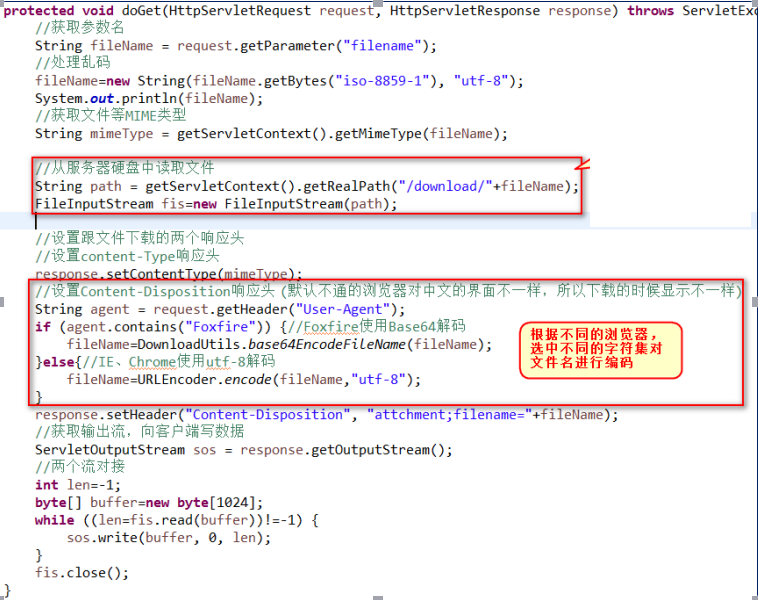 protected void doGet(HttpServletRequest request, HttpServletResponse response) throws ServletExc
//获取参数名
String fileName = request.getParameter("filename");
//处理乱码
fileName=new String(fileName.getBytes("iso-8859-1"), "utf-8");
System.out.println(fileName);
//获取文件等MIME类型
String mimeType = getServletContext().getMimeType(fileName);
//从服务器硬盘中读取文件
String path = getServletContext().getRealPath("/download/"+fileName);
FileInputStream fis=new FileInputStream(path);
//设置跟文件下载的两个响应头
//设置content-Type响应头
response.setContentType(mimeType);
//设置Content-Disposition响应头 (默认不通的浏览器对中文的界面不一样，所以下载的时候显示不一样)
String agent = request.getHeader("User-Agent");
if (agent.contains("Foxfire")) {//Foxfire使用Base64解码
fileName=DownloadUtils.base64EncodeFileName(fileName);
}else{//IE、Chrome使用utf-8解码
fileName=URLEncoder.encode(fileName,"utf-8");
}
根据不同的浏览器，
选中不同的字符集对
文件名进行编码
response.setHeader("Content-Disposition", "attchment;filename="+fileName);
//获取输出流，向客户端写数据
ServletOutputStream sos = response.getOutputStream();
//两个流对接
int len=-1;
byte[] buffer=new byte[1024];
while ((len=fis.read(buffer))!=-1) {
sos.write(buffer, 0, len);
}
fis.close();
}